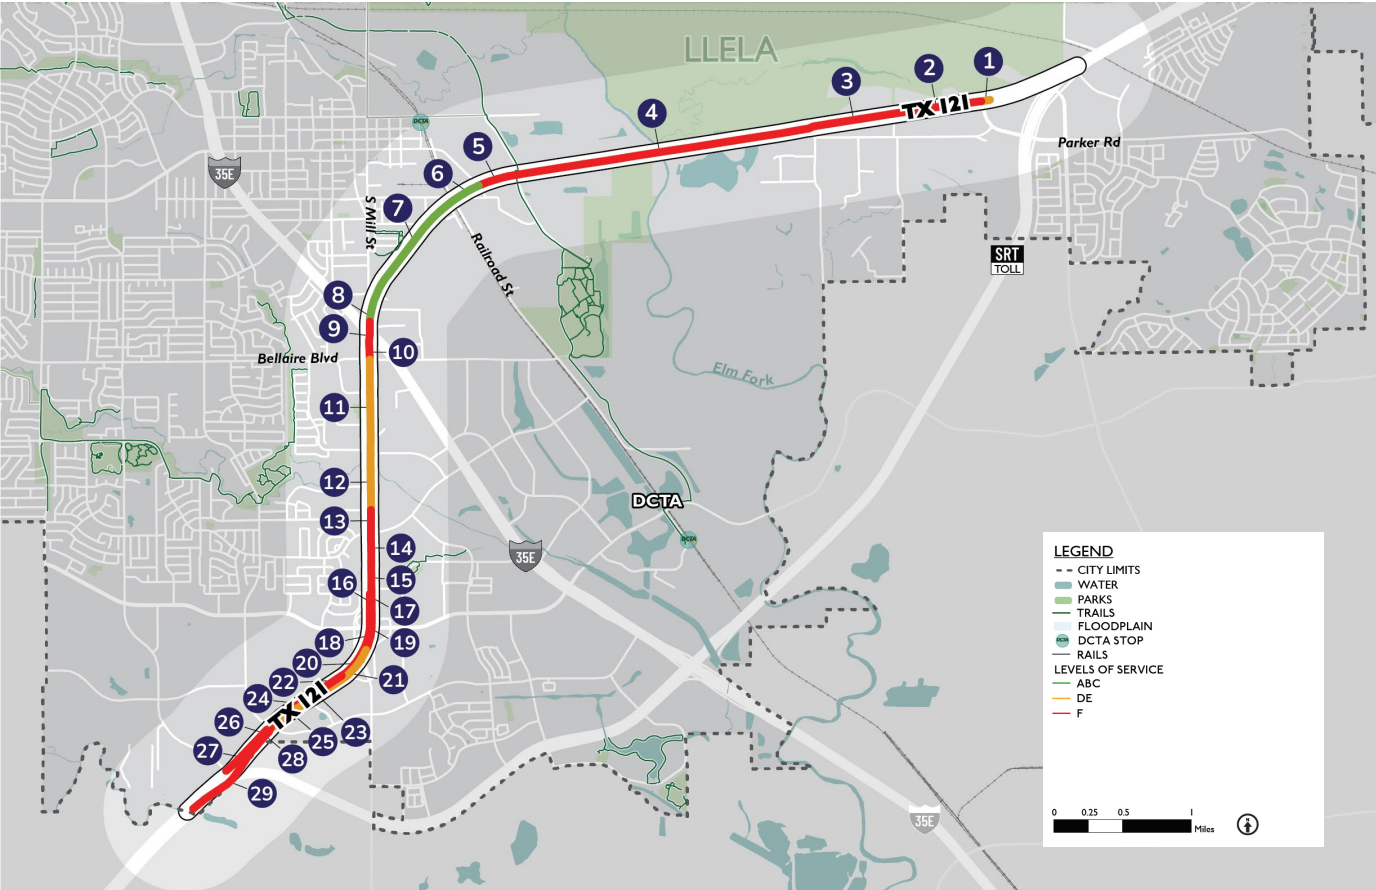 LLELA
1
2
3
TX 121
4
5
6
7
DCTA
35E
Parker Rd
S Mill St
Railroad St
SRT
TOLL
8
9
10
Bellaire Blvd
Elm Fork
11
12
13
DCTA
DCTA
35E
14
15
16
17
18
19
20
21
22
TX 121
23
24
25
26
27
28
29
35E
LEGEND
CITY LIMITS
WATER
PARKS
TRAILS
FLOODPLAIN
DCTA DCTA STOP
RAILS
LEVELS OF SERVICE
ABC
DE
F
0 0.25 0.5 1
Miles
N